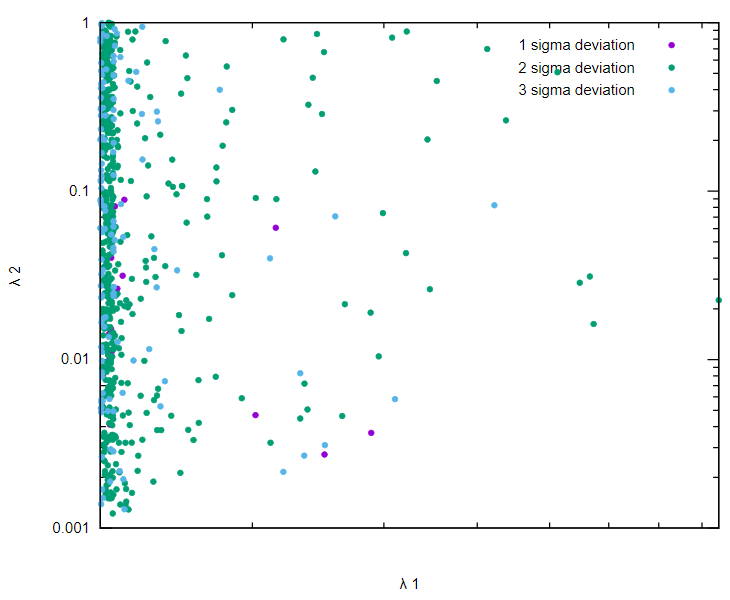 1
1 sigma deviation
2 sigma deviation
3 sigma deviation
0.1
λ 2
0.01
0.001
λ 1